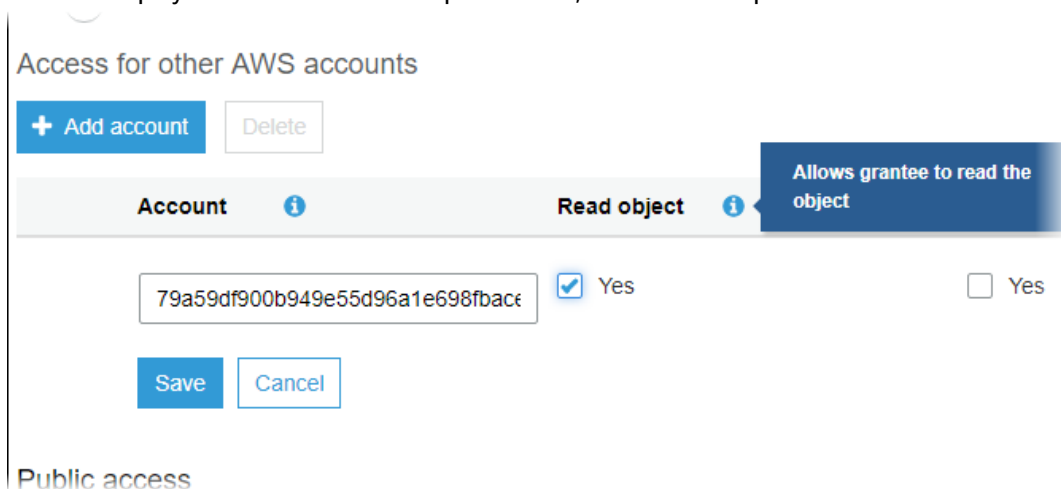 Access for other AWS accounts
+ Add account Delete
Allows grantee to read the
object
Account Read object
79a59df900b949e55d96a1e698fbace
Yes
Yes
Save Cancel
Public access